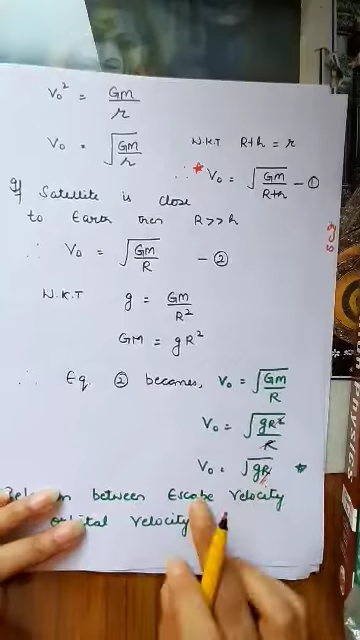 V₀² = GM/r
V₀ = √(GM/r) W.K.T R+h = r
∴ * V₀ = √(GM/(R+h)) — ①
If Satellite is close
to Earth then R>>h
∴ V₀ = √(GM/R) — ②
W.K.T g = GM/R²
GM = gR²
∴ Eq ② becomes, V₀ = √(GM/R)
V₀ = √(gR²/R)
V₀ = √(gR) *
between Escape Velocity
orbital Velocity